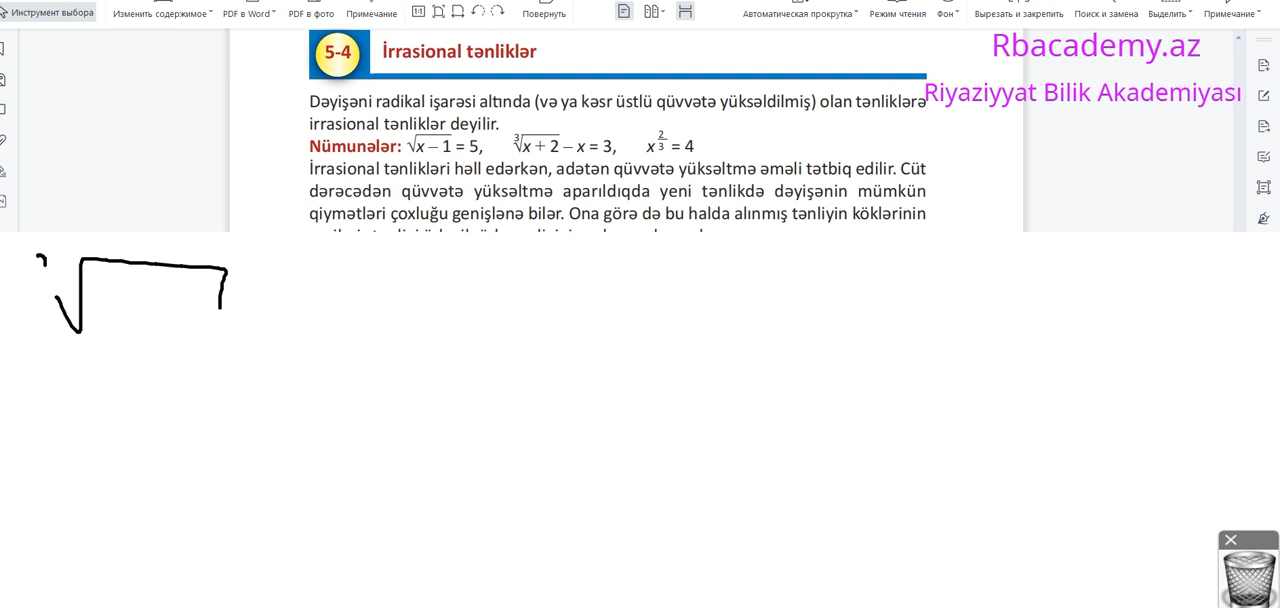 Инструмент выбора Изменить содержимое PDF в Word PDF в фото Примечание 1:1 Повернуть Автоматическая прокрутка Режим чтения Фон Вырезать и закрепить Поиск и замена Выделить Примечание
Rbacademy.az
Riyaziyyat Bilik Akademiyası
5-4 İrrasional tənliklər
Dəyişəni radikal işarəsi altında (və ya kəsr üstlü qüvvətə yüksəldilmiş) olan tənliklərə
irrasional tənliklər deyilir.
Nümunələr: √(x – 1) = 5, ∛(x + 2) – x = 3, x^(2/3) = 4
İrrasional tənlikləri həll edərkən, adətən qüvvətə yüksəltmə əməli tətbiq edilir. Cüt
dərəcədən qüvvətə yüksəltmə aparıldıqda yeni tənlikdə dəyişənin mümkün
qiymətləri çoxluğu genişlənə bilər. Ona görə də bu halda alınmış tənliyin köklərinin